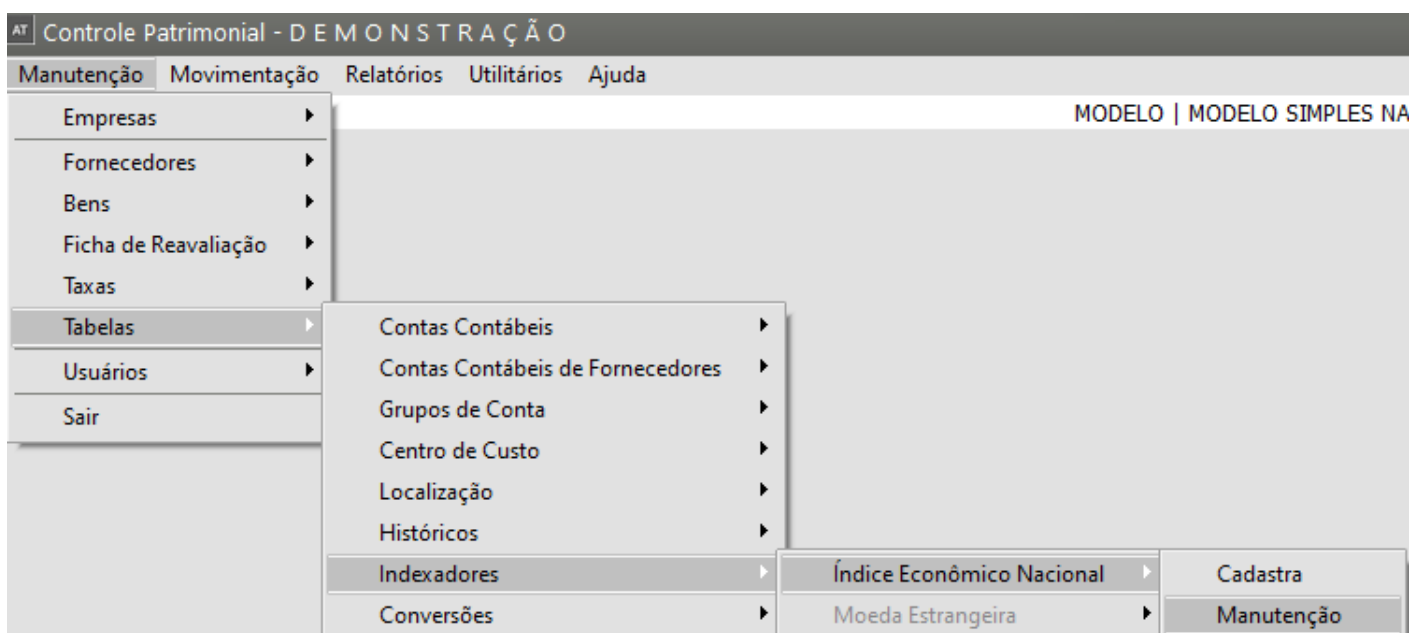 AT Controle Patrimonial - D E M O N S T R A Ç Ã O
Manutenção Movimentação Relatórios Utilitários Ajuda
MODELO | MODELO SIMPLES NA
Empresas
Fornecedores
Bens
Ficha de Reavaliação
Taxas
Tabelas
Usuários
Sair
Contas Contábeis
Contas Contábeis de Fornecedores
Grupos de Conta
Centro de Custo
Localização
Históricos
Indexadores
Conversões
Índice Econômico Nacional
Moeda Estrangeira
Cadastra
Manutenção